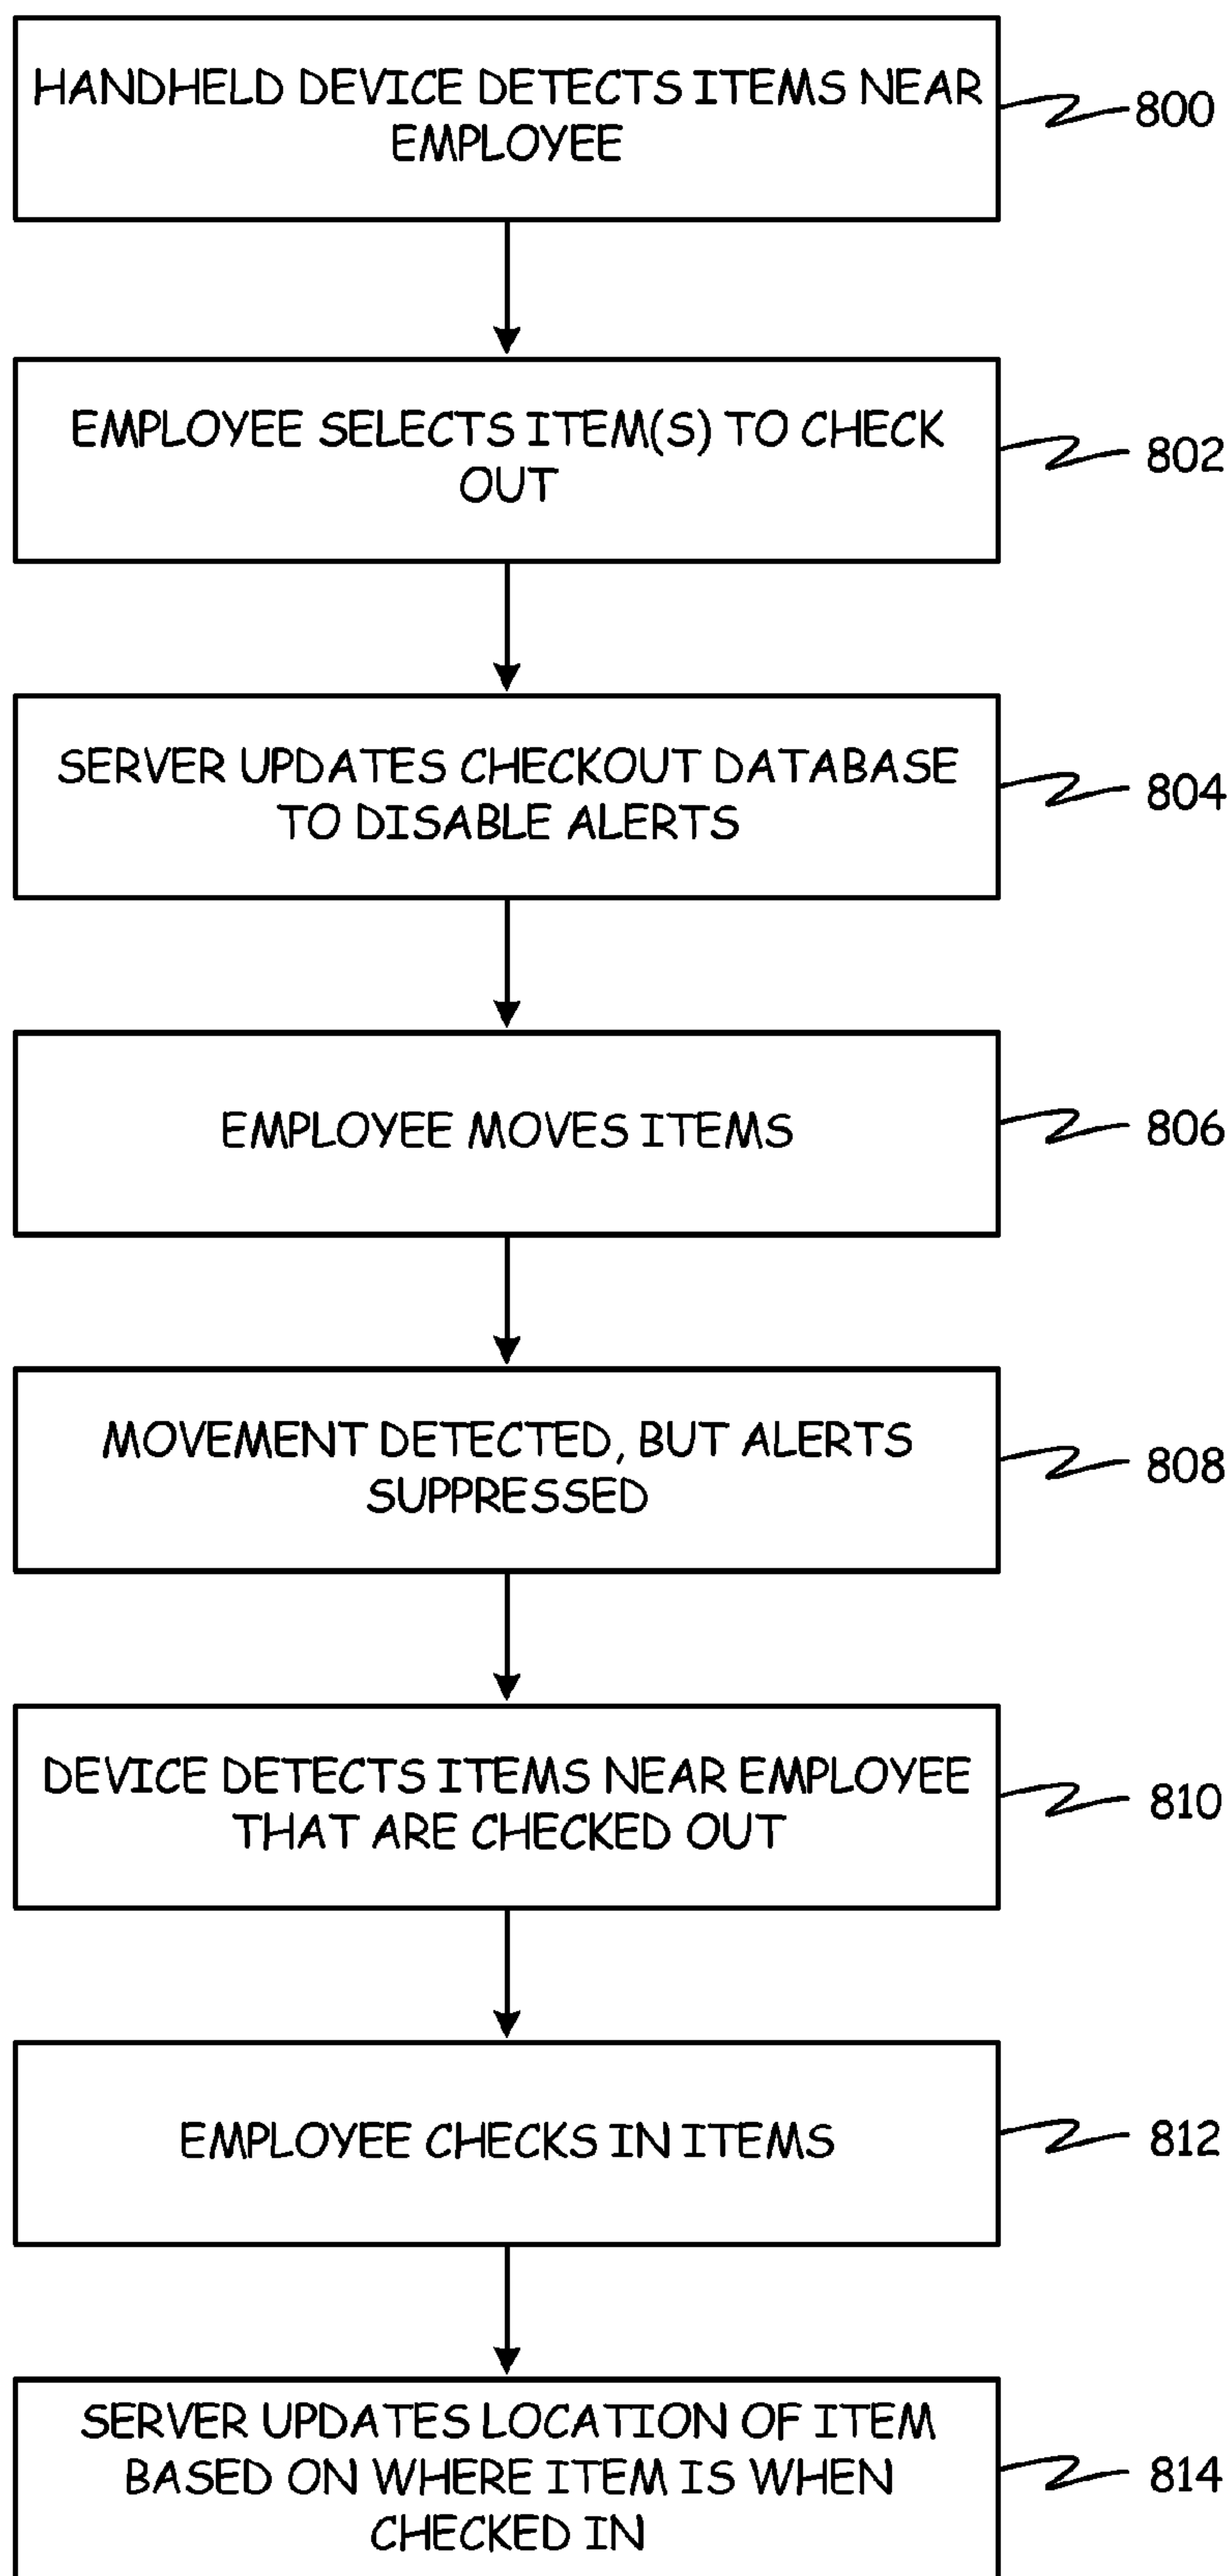 HANDHELD DEVICE DETECTS ITEMS NEAR
EMPLOYEE
800
EMPLOYEE SELECTS ITEM(S) TO CHECK
OUT
802
SERVER UPDATES CHECKOUT DATABASE
TO DISABLE ALERTS
804
EMPLOYEE MOVES ITEMS
806
MOVEMENT DETECTED, BUT ALERTS
SUPPRESSED
808
DEVICE DETECTS ITEMS NEAR EMPLOYEE
THAT ARE CHECKED OUT
810
EMPLOYEE CHECKS IN ITEMS
812
SERVER UPDATES LOCATION OF ITEM
BASED ON WHERE ITEM IS WHEN
CHECKED IN
814